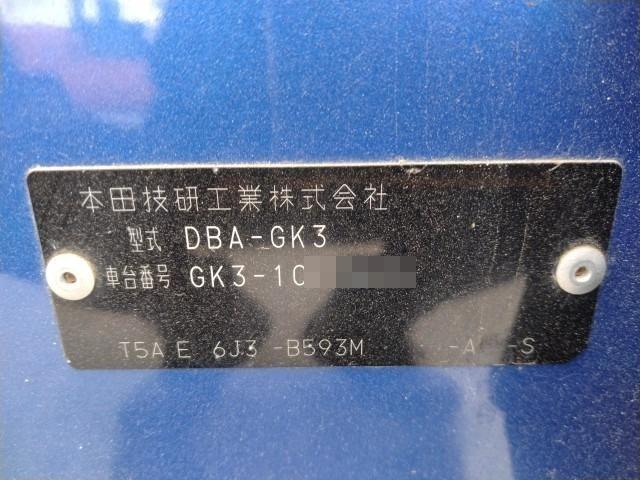 本田技研工業株式会社
型式 DBA-GK3
車台番号 GK3-10
T5A E 6J3 -B593M -A -S